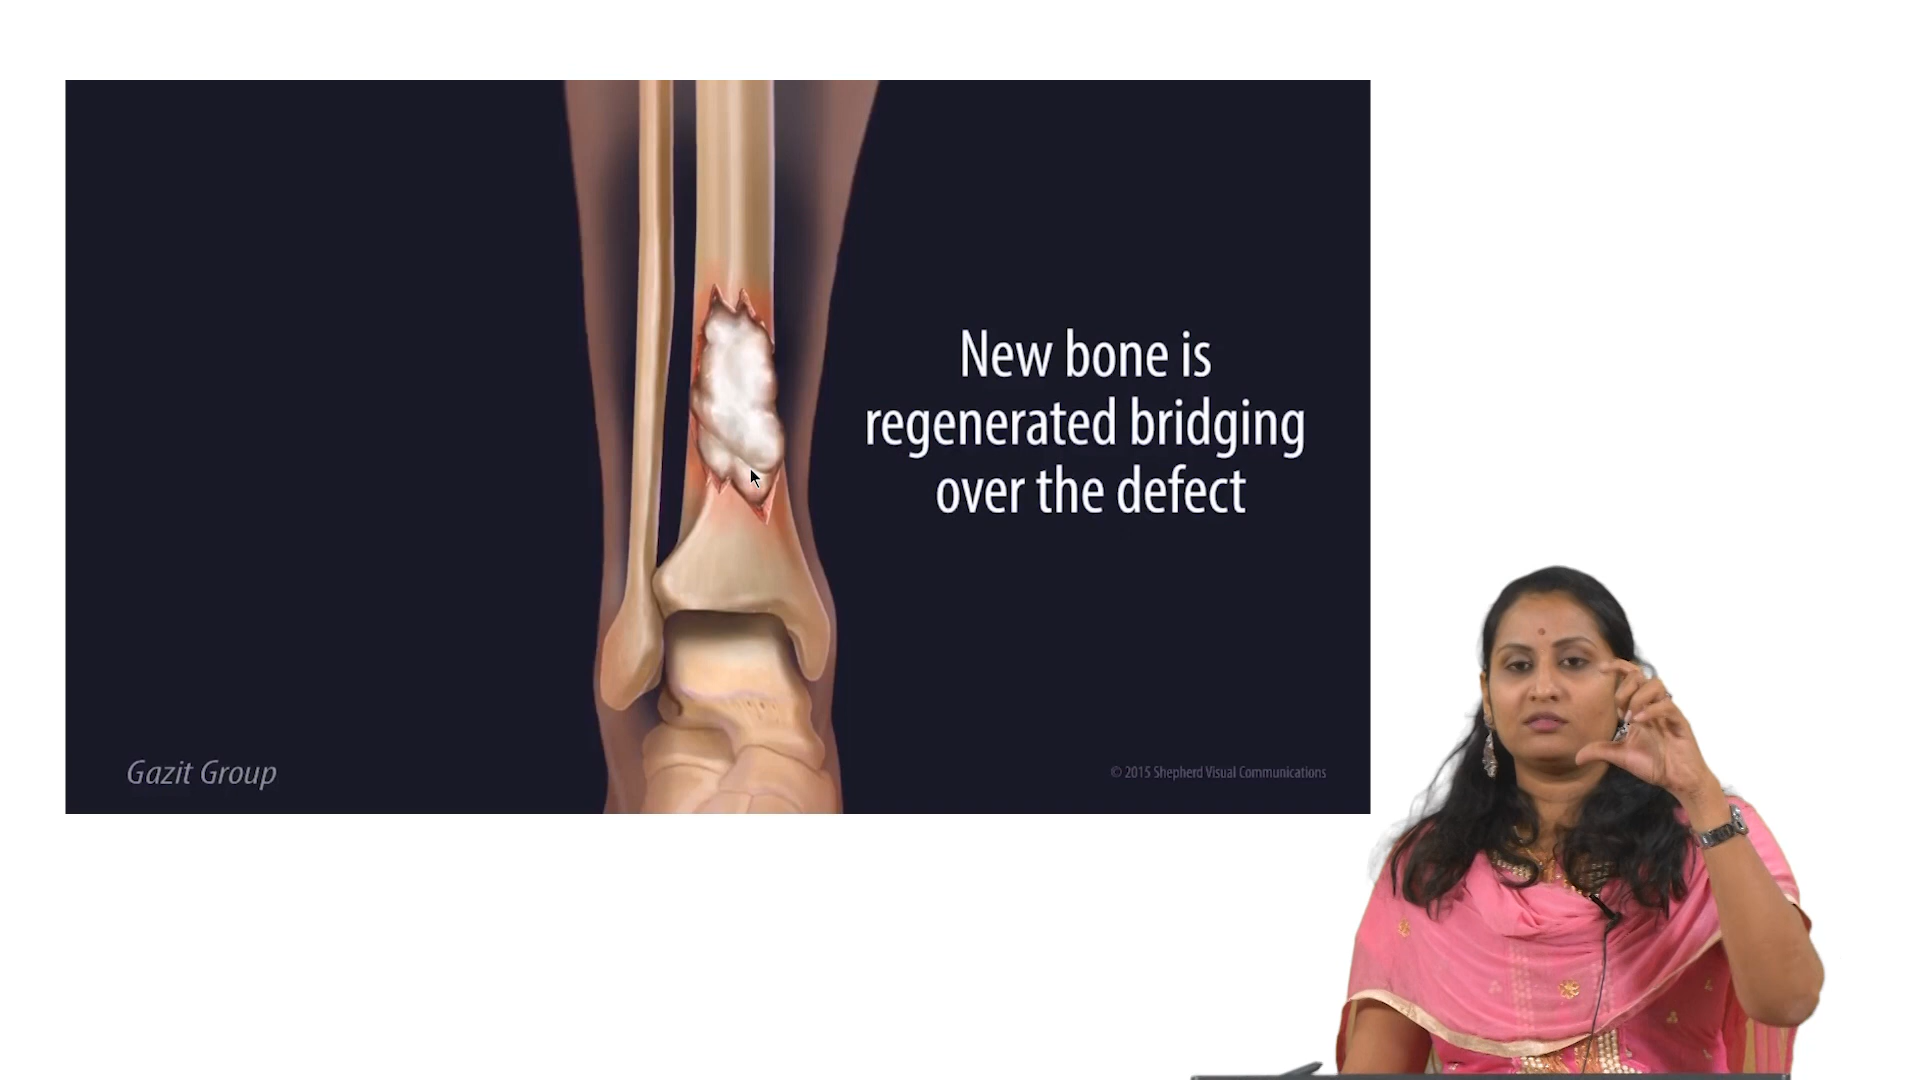 New bone is
regenerated bridging
over the defect
Gazit Group
© 2015 Shepherd Visual Communications